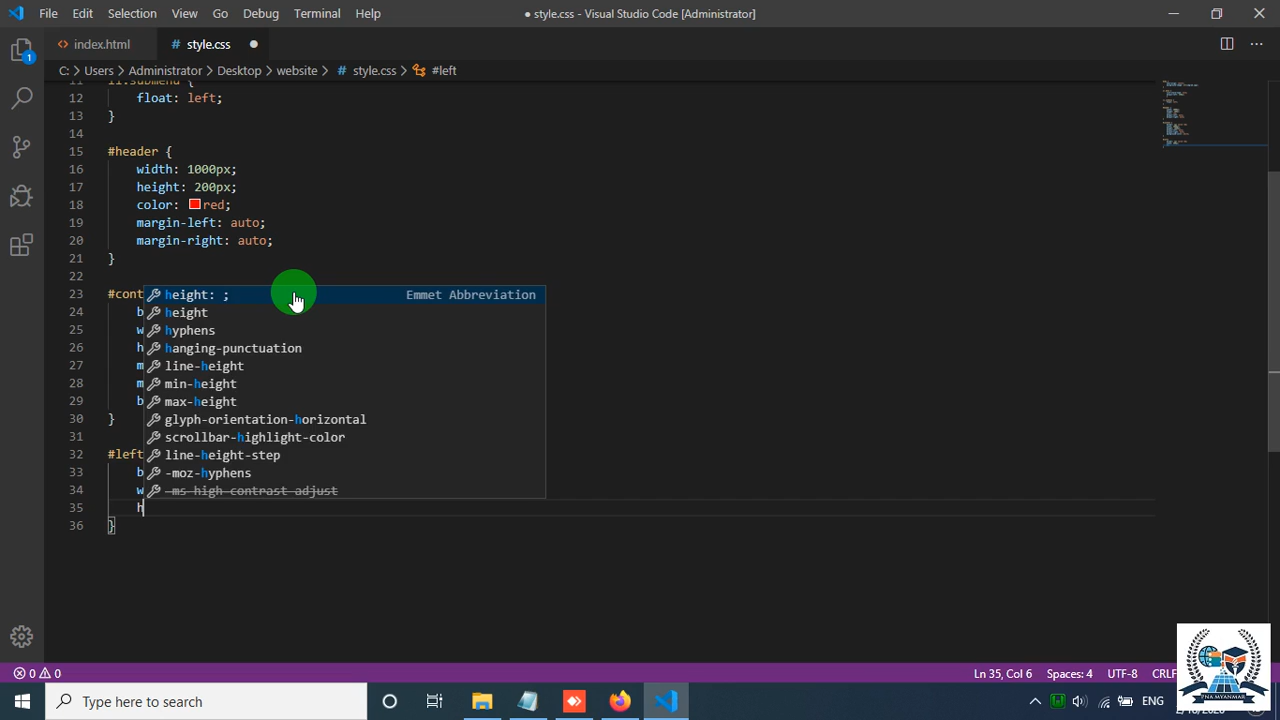 File Edit Selection View Go Debug Terminal Help
● style.css - Visual Studio Code [Administrator]
index.html
style.css
C: > Users > Administrator > Desktop > website > style.css > #left
12 float: left;
13 }
14
15 #header {
16 width: 1000px;
17 height: 200px;
18 color: red;
19 margin-left: auto;
20 margin-right: auto;
21 }
22
23 #cont
height: ; Emmet Abbreviation
24 b height
25 w hyphens
26 h hanging-punctuation
27 m line-height
28 m min-height
29 b max-height
30 } glyph-orientation-horizontal
31 scrollbar-highlight-color
32 #left line-height-step
33 b -moz-hyphens
34 w -ms-high-contrast-adjust
35 h
36 }
0 0
Ln 35, Col 6 Spaces: 4 UTF-8 CRLF
Type here to search
ENG
PNA MYANMAR